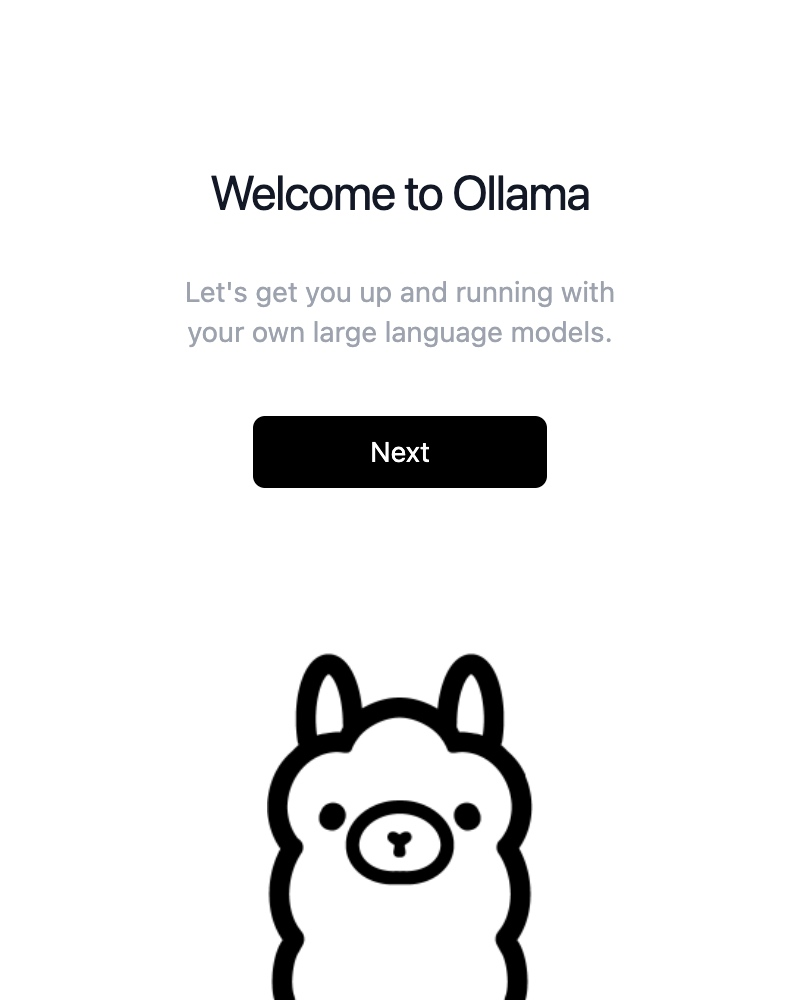 Welcome to Ollama
Let's get you up and running with
your own large language models.
Next